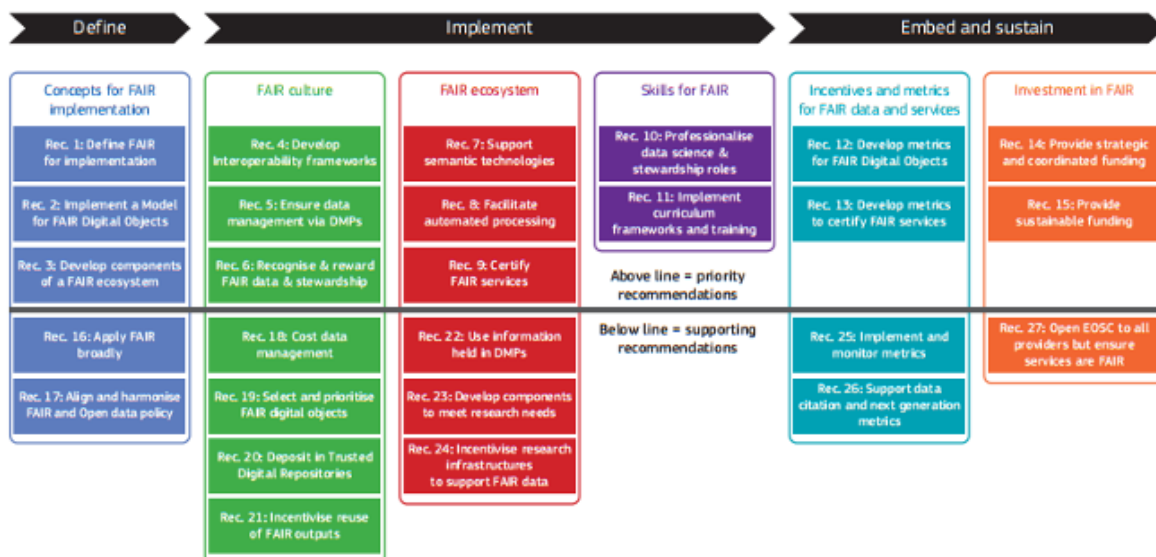 Define
Implement
Embed and sustain
Concepts for FAIR
implementation
Rec. 1: Define FAIR
for implementation
Rec. 2: Implement a Model
for FAIR Digital Objects
Rec. 3: Develop components
of a FAIR ecosystem
Rec. 16: Apply FAIR
broadly
Rec. 17: Align and harmonise
FAIR and Open data policy
FAIR culture
Rec. 4: Develop
Interoperability frameworks
Rec. 5: Ensure data
management via DMPs
Rec. 6: Recognise & reward
FAIR data & stewardship
Rec. 18: Cost data
management
Rec. 19: Select and prioritise
FAIR digital objects
Rec. 20: Deposit in Trusted
Digital Repositories
Rec. 21: Incentivise reuse
of FAIR outputs
FAIR ecosystem
Rec. 7: Support
semantic technologies
Rec. 8: Facilitate
automated processing
Rec. 9: Certify
FAIR services
Rec. 22: Use information
held in DMPs
Rec. 23: Develop components
to meet research needs
Rec. 24: Incentivise research
infrastructures
to support FAIR data
Skills for FAIR
Rec. 10: Professionalise
data science &
stewardship roles
Rec. 11: Implement
curriculum
frameworks and training
Above line = priority
recommendations
Below line = supporting
recommendations
Incentives and metrics
for FAIR data and services
Rec. 12: Develop metrics
for FAIR Digital Objects
Rec. 13: Develop metrics
to certify FAIR services
Rec. 25: Implement and
monitor metrics
Rec. 26: Support data
citation and next generation
metrics
Investment in FAIR
Rec. 14: Provide strategic
and coordinated funding
Rec. 15: Provide
sustainable funding
Rec. 27: Open EOSC to all
providers but ensure
services are FAIR